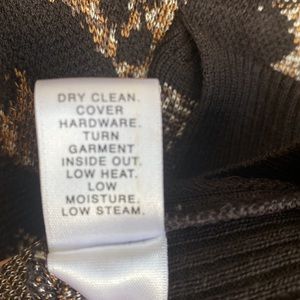 DRY CLEAN.
COVER
HARDWARE.
TURN
GARMENT
INSIDE OUT.
LOW HEAT.
LOW
MOISTURE.
LOW STEAM.